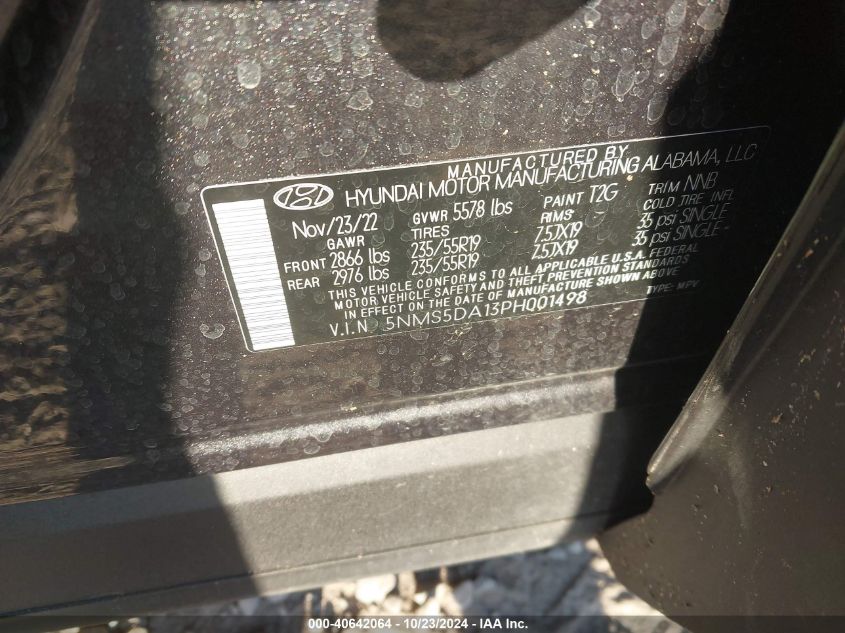 MANUFACTURED BY
HYUNDAI MOTOR MANUFACTURING ALABAMA, LLC
Nov/23/22 GVWR 5578 lbs PAINT T2G TRIM NNB
GAWR TIRES RIMS COLD TIRE INFL
FRONT 2866 lbs 235/55R19 7.5JX19 35 psi SINGLE -
REAR 2976 lbs 235/55R19 7.5JX19 35 psi SINGLE -
THIS VEHICLE CONFORMS TO ALL APPLICABLE U.S.A. FEDERAL
MOTOR VEHICLE SAFETY AND THEFT PREVENTION STANDARDS
IN EFFECT ON THE DATE OF MANUFACTURE SHOWN ABOVE
V.I.N 5NMS5DA13PH001498 TYPE: MPV
000-40642064 - 10/23/2024 - IAA Inc.